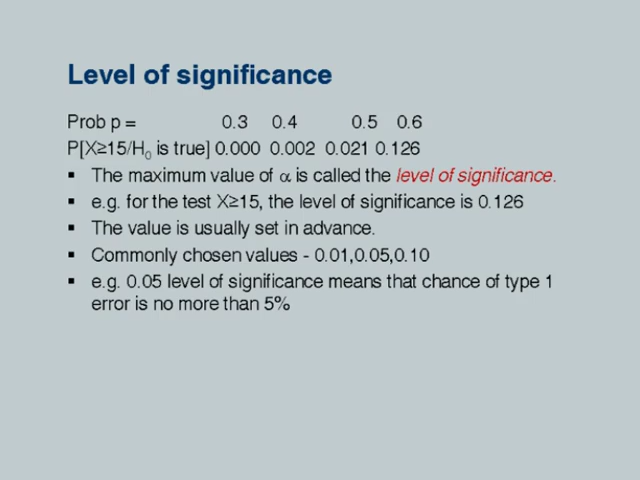 Level of significance
Prob p = 0.3 0.4 0.5 0.6
P[X≥15/H0 is true] 0.000 0.002 0.021 0.126
▪ The maximum value of α is called the level of significance.
▪ e.g. for the test X≥15, the level of significance is 0.126
▪ The value is usually set in advance.
▪ Commonly chosen values - 0.01,0.05,0.10
▪ e.g. 0.05 level of significance means that chance of type 1
error is no more than 5%